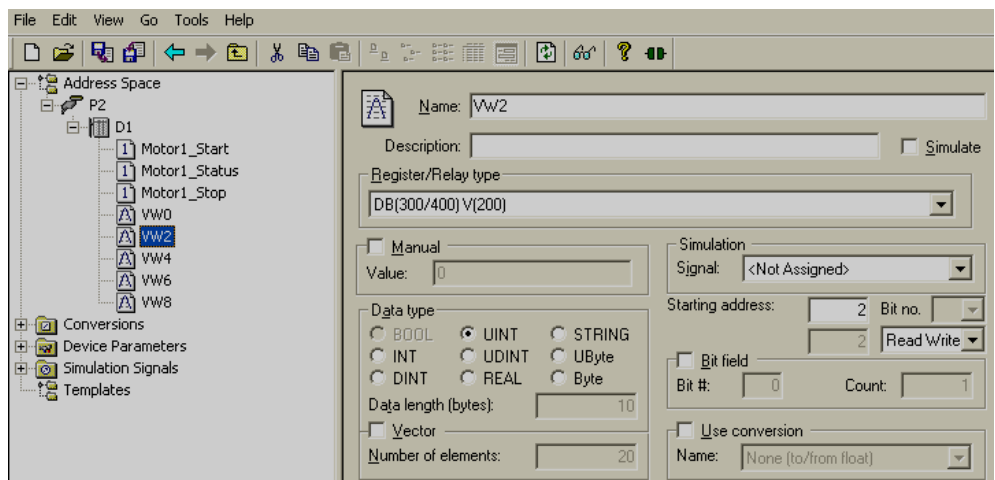 File Edit View Go Tools Help
Address Space
P2
D1
Motor1_Start
Motor1_Status
Motor1_Stop
VW0
VW2
VW4
VW6
VW8
Conversions
Device Parameters
Simulation Signals
Templates
Name: VW2
Description:
Simulate
Register/Relay type
DB(300/400) V(200)
Manual
Value: 0
Simulation
Signal: <Not Assigned>
Data type
BOOL UINT STRING
INT UDINT UByte
DINT REAL Byte
Data length (bytes): 10
Vector
Number of elements: 20
Starting address: 2 Bit no.
2 Read Write
Bit field
Bit #: 0 Count: 1
Use conversion
Name: None (to/from float)